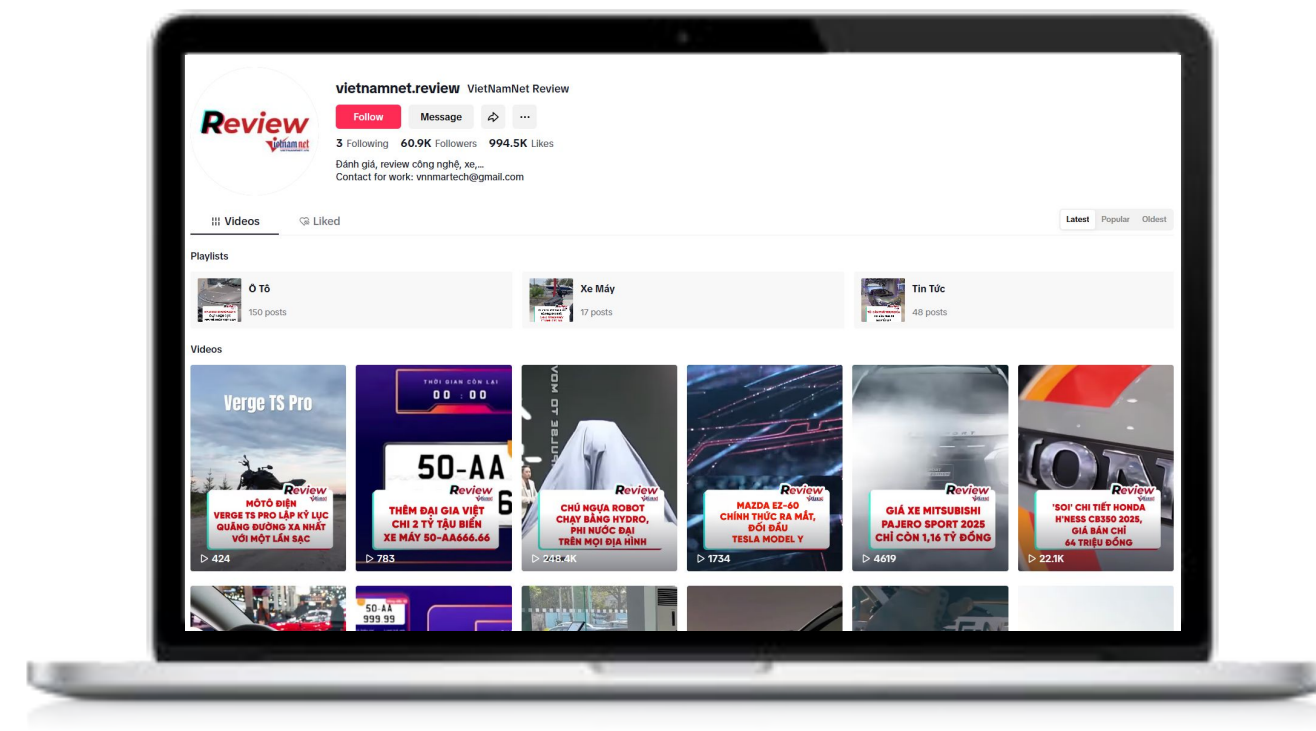 vietnamnet.review VietNamNet Review
Follow Message ...
3 Following 60.9K Followers 994.5K Likes
Đánh giá, review công nghệ, xe,...
Contact for work: vnnmartech@gmail.com
Review
Vietnamnet
Videos Liked
Latest Popular Oldest
Playlists
Ô Tô
150 posts
Xe Máy
17 posts
Tin Tức
48 posts
Videos
Verge TS Pro
Review
MÔTÔ ĐIỆN
VERGE TS PRO LẬP KỶ LỤC
QUÃNG ĐƯỜNG XA NHẤT
VỚI MỘT LẦN SẠC
424
THỜI GIAN CÒN LẠI
00 : 00
50-AA
6
Review
THÊM ĐẠI GIA VIỆT
CHI 2 TỶ TẬU BIỂN
XE MÁY 50-AA666.66
783
Review
CHÚ NGỰA ROBOT
CHẠY BẰNG HYDRO,
PHI NƯỚC ĐẠI
TRÊN MỌI ĐỊA HÌNH
248.4K
Review
MAZDA EZ-60
CHÍNH THỨC RA MẮT,
ĐỐI ĐẦU
TESLA MODEL Y
1734
Review
GIÁ XE MITSUBISHI
PAJERO SPORT 2025
CHỈ CÒN 1,16 TỶ ĐỒNG
4619
HONDA
Review
'SOI' CHI TIẾT HONDA
H'NESS CB350 2025,
GIÁ BÁN CHỈ
64 TRIỆU ĐỒNG
22.1K
50-AA
999 99